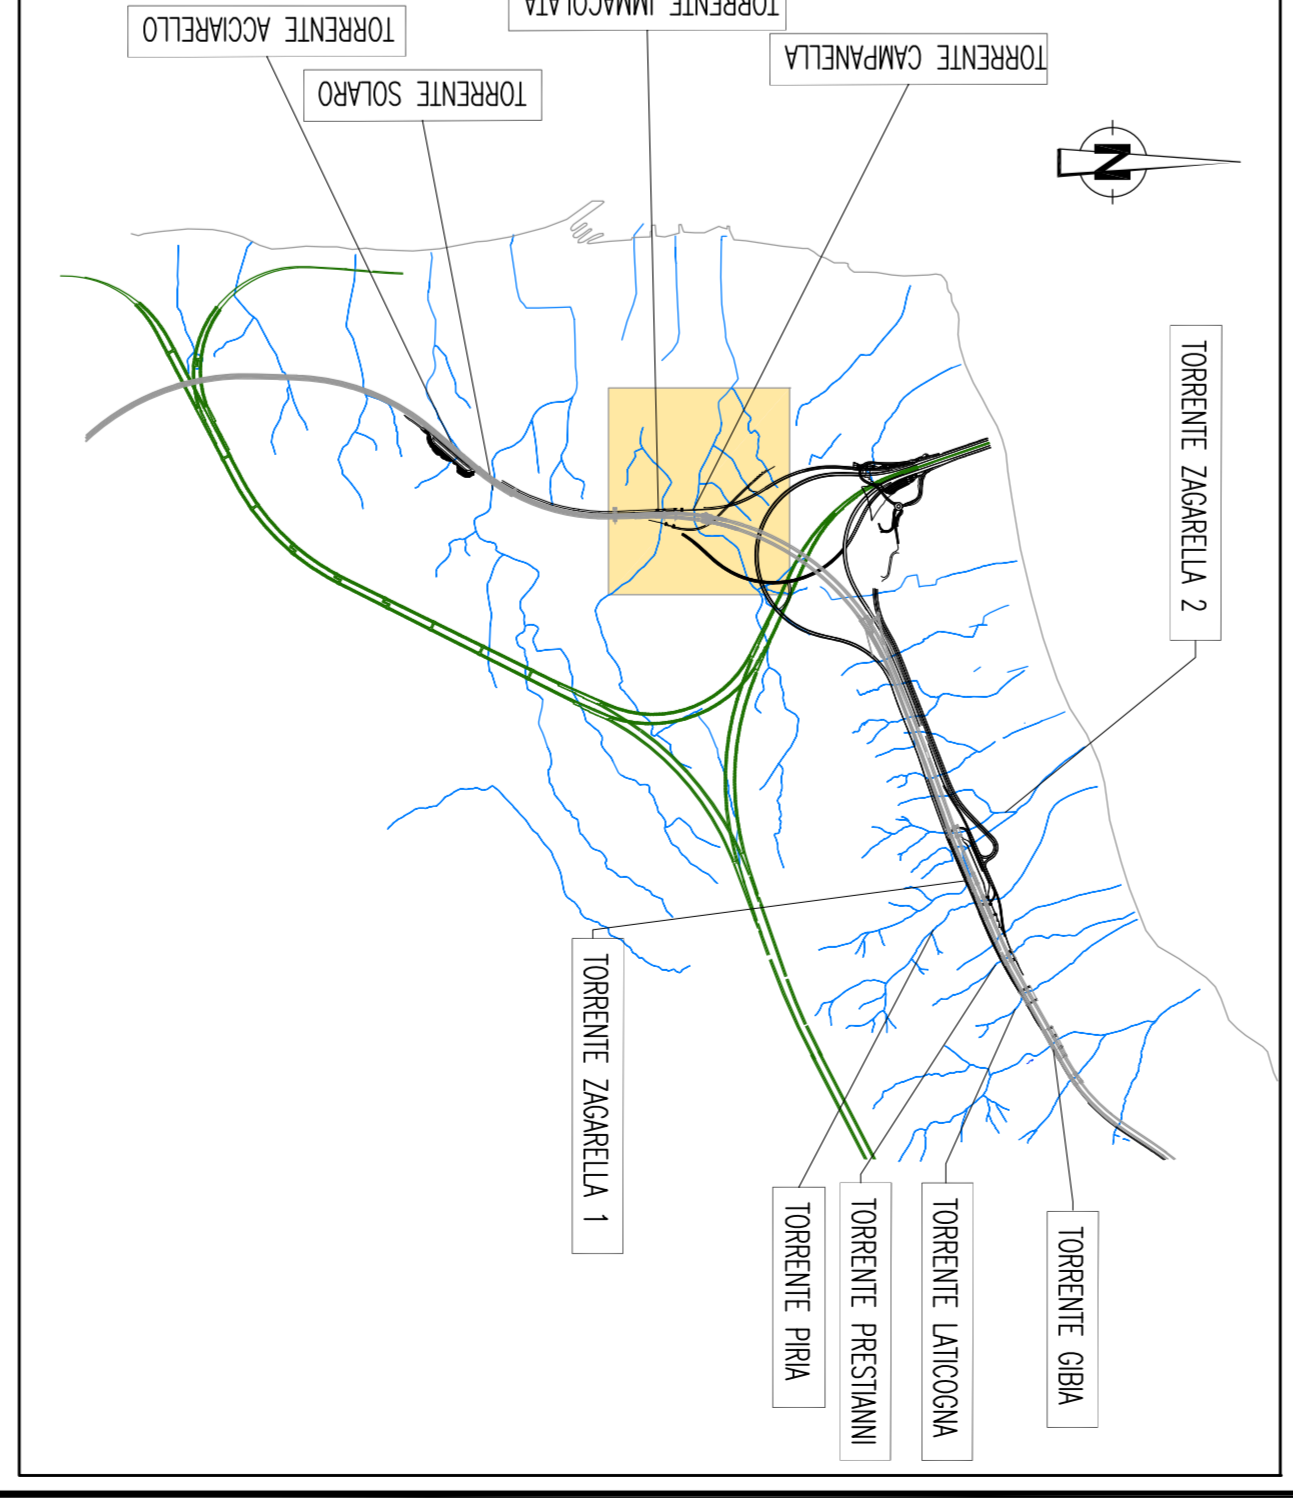 TORRENTE ACCIARELLO
TORRENTE IMMACOLATA
TORRENTE SOLARO
TORRENTE CAMPANELLA
N
TORRENTE ZAGARELLA 2
TORRENTE ZAGARELLA 1
TORRENTE PIRIA
TORRENTE PRESTIANNI
TORRENTE LATICOGNA
TORRENTE GIBIA